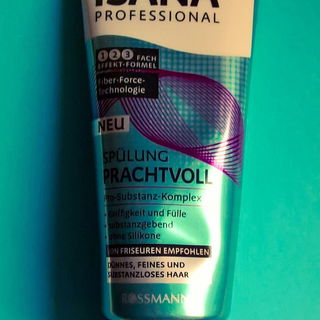 ISANA
PROFESSIONAL
1 2 3 FACH
EFFEKT-FORMEL
Fiber-Force-
Technologie
NEU
SPÜLUNG
PRACHTVOLL
Pro-Substanz-Komplex
Griffigkeit und Fülle
substanzgebend
ohne Silikone
VON FRISEUREN EMPFOHLEN
DÜNNES, FEINES UND
SUBSTANZLOSES HAAR
ROSSMANN